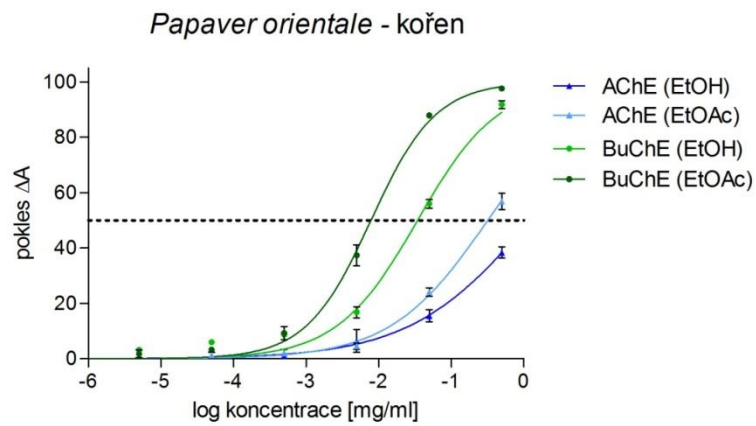 Papaver orientale - kořen
100
80
60
40
20
0
pokles ΔA
-6 -5 -4 -3 -2 -1 0
log koncentrace [mg/ml]
AChE (EtOH)
AChE (EtOAc)
BuChE (EtOH)
BuChE (EtOAc)